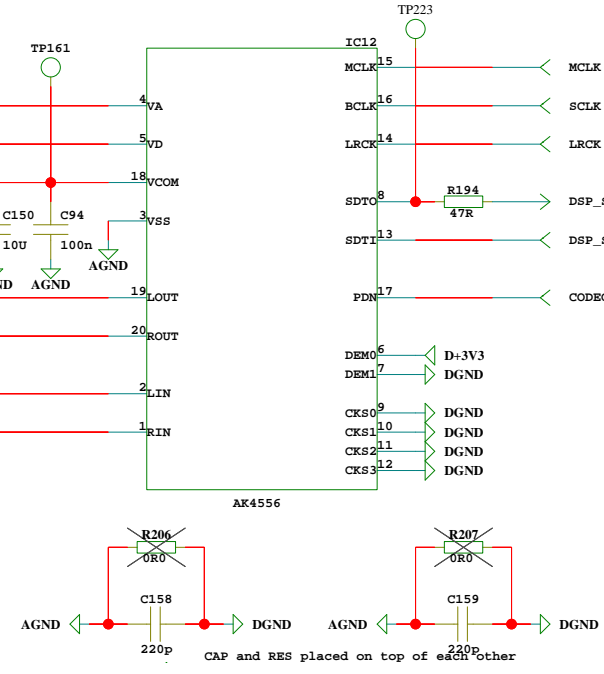 TP223
IC12
TP161
MCLK 15 MCLK
4 VA BCLK 16 SCLK
5 VD LRCK 14 LRCK
18 VCOM SDTO 8 R194 47R DSP_S
C150 C94
3 VSS
10U 100n
SDTI 13 DSP_S
AGND
ND AGND
19 LOUT PDN 17 CODEC
20 ROUT
DEM0 6 D+3V3
DEM1 7 DGND
2 LIN
CKS0 9 DGND
1 RIN CKS1 10 DGND
CKS2 11 DGND
CKS3 12 DGND
AK4556
R206 R207
0R0 0R0
C158 C159
AGND DGND AGND DGND
220p 220p
CAP and RES placed on top of each other